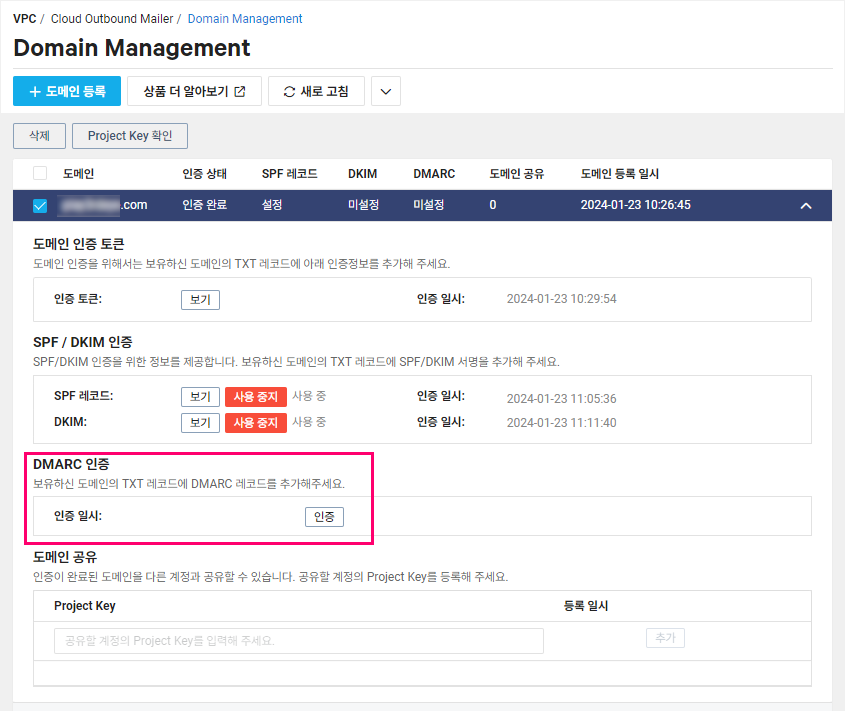 VPC / Cloud Outbound Mailer / Domain Management
Domain Management
+ 도메인 등록 상품 더 알아보기 새로 고침
삭제 Project Key 확인
도메인 인증 상태 SPF 레코드 DKIM DMARC 도메인 공유 도메인 등록 일시
.com 인증 완료 설정 미설정 미설정 0 2024-01-23 10:26:45
도메인 인증 토큰
도메인 인증을 위해서는 보유하신 도메인의 TXT 레코드에 아래 인증정보를 추가해 주세요.
인증 토큰: 보기 인증 일시: 2024-01-23 10:29:54
SPF / DKIM 인증
SPF/DKIM 인증을 위한 정보를 제공합니다. 보유하신 도메인의 TXT 레코드에 SPF/DKIM 서명을 추가해 주세요.
SPF 레코드: 보기 사용 중지 사용 중 인증 일시: 2024-01-23 11:05:36
DKIM: 보기 사용 중지 사용 중 인증 일시: 2024-01-23 11:11:40
DMARC 인증
보유하신 도메인의 TXT 레코드에 DMARC 레코드를 추가해주세요.
인증 일시: 인증
도메인 공유
인증이 완료된 도메인을 다른 계정과 공유할 수 있습니다. 공유할 계정의 Project Key를 등록해 주세요.
Project Key 등록 일시
공유할 계정의 Project Key를 입력해 주세요. 추가